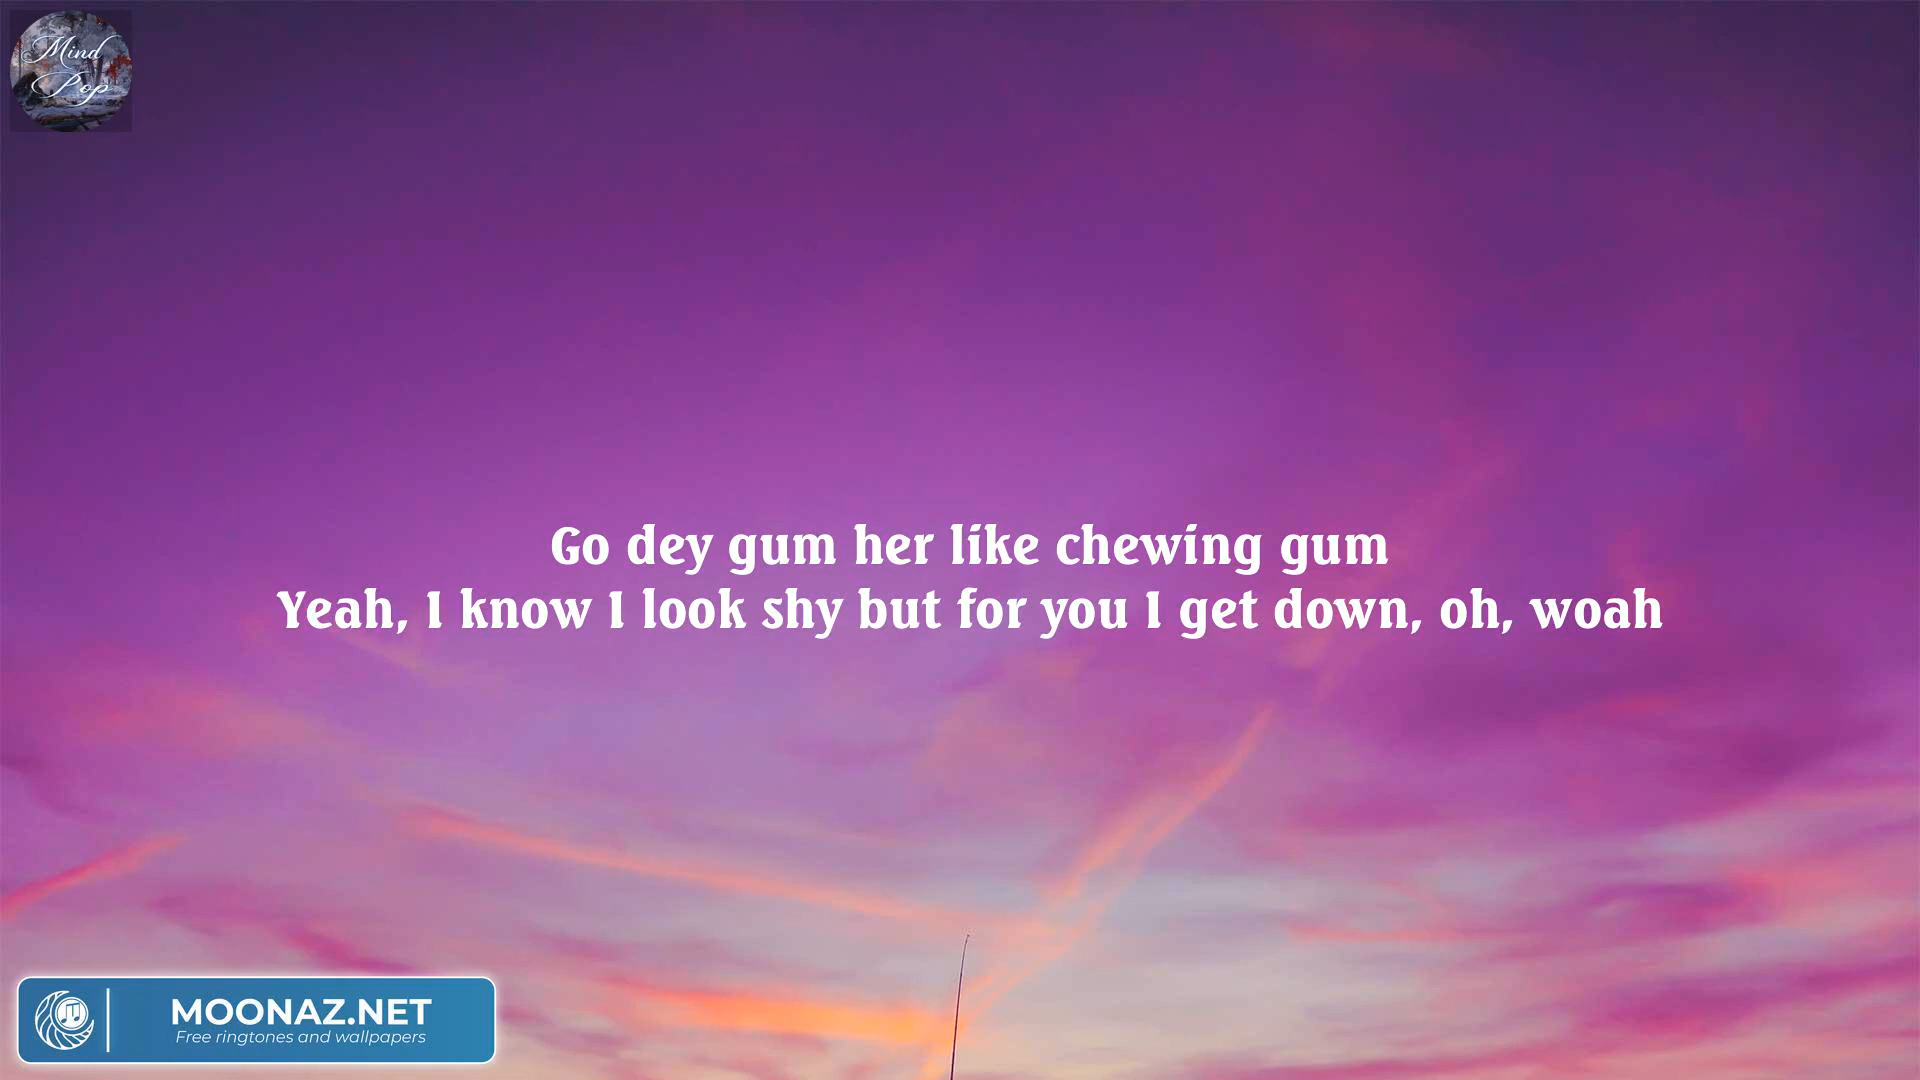 Mind
Pop
Go dey gum her like chewing gum
Yeah, I know I look shy but for you I get down, oh, woah
MOONAZ.NET
Free ringtones and wallpapers